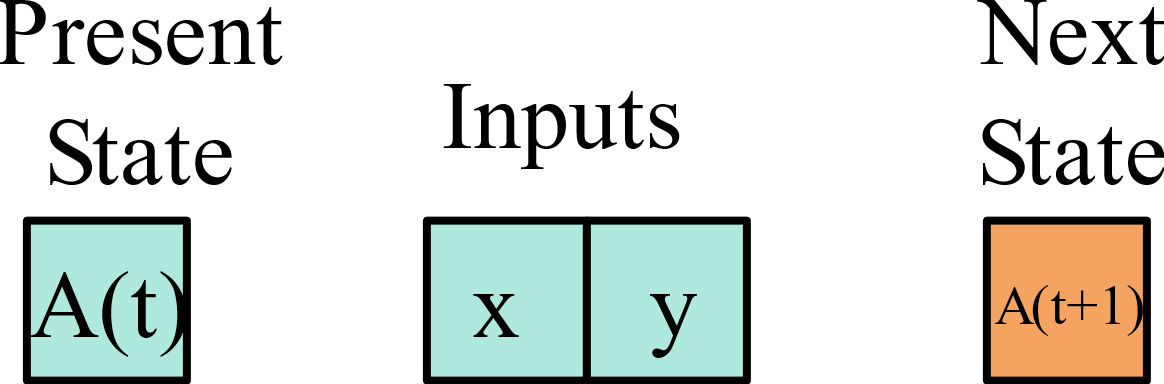 Present
State
Inputs
Next
State
A(t)
x
y
A(t+1)